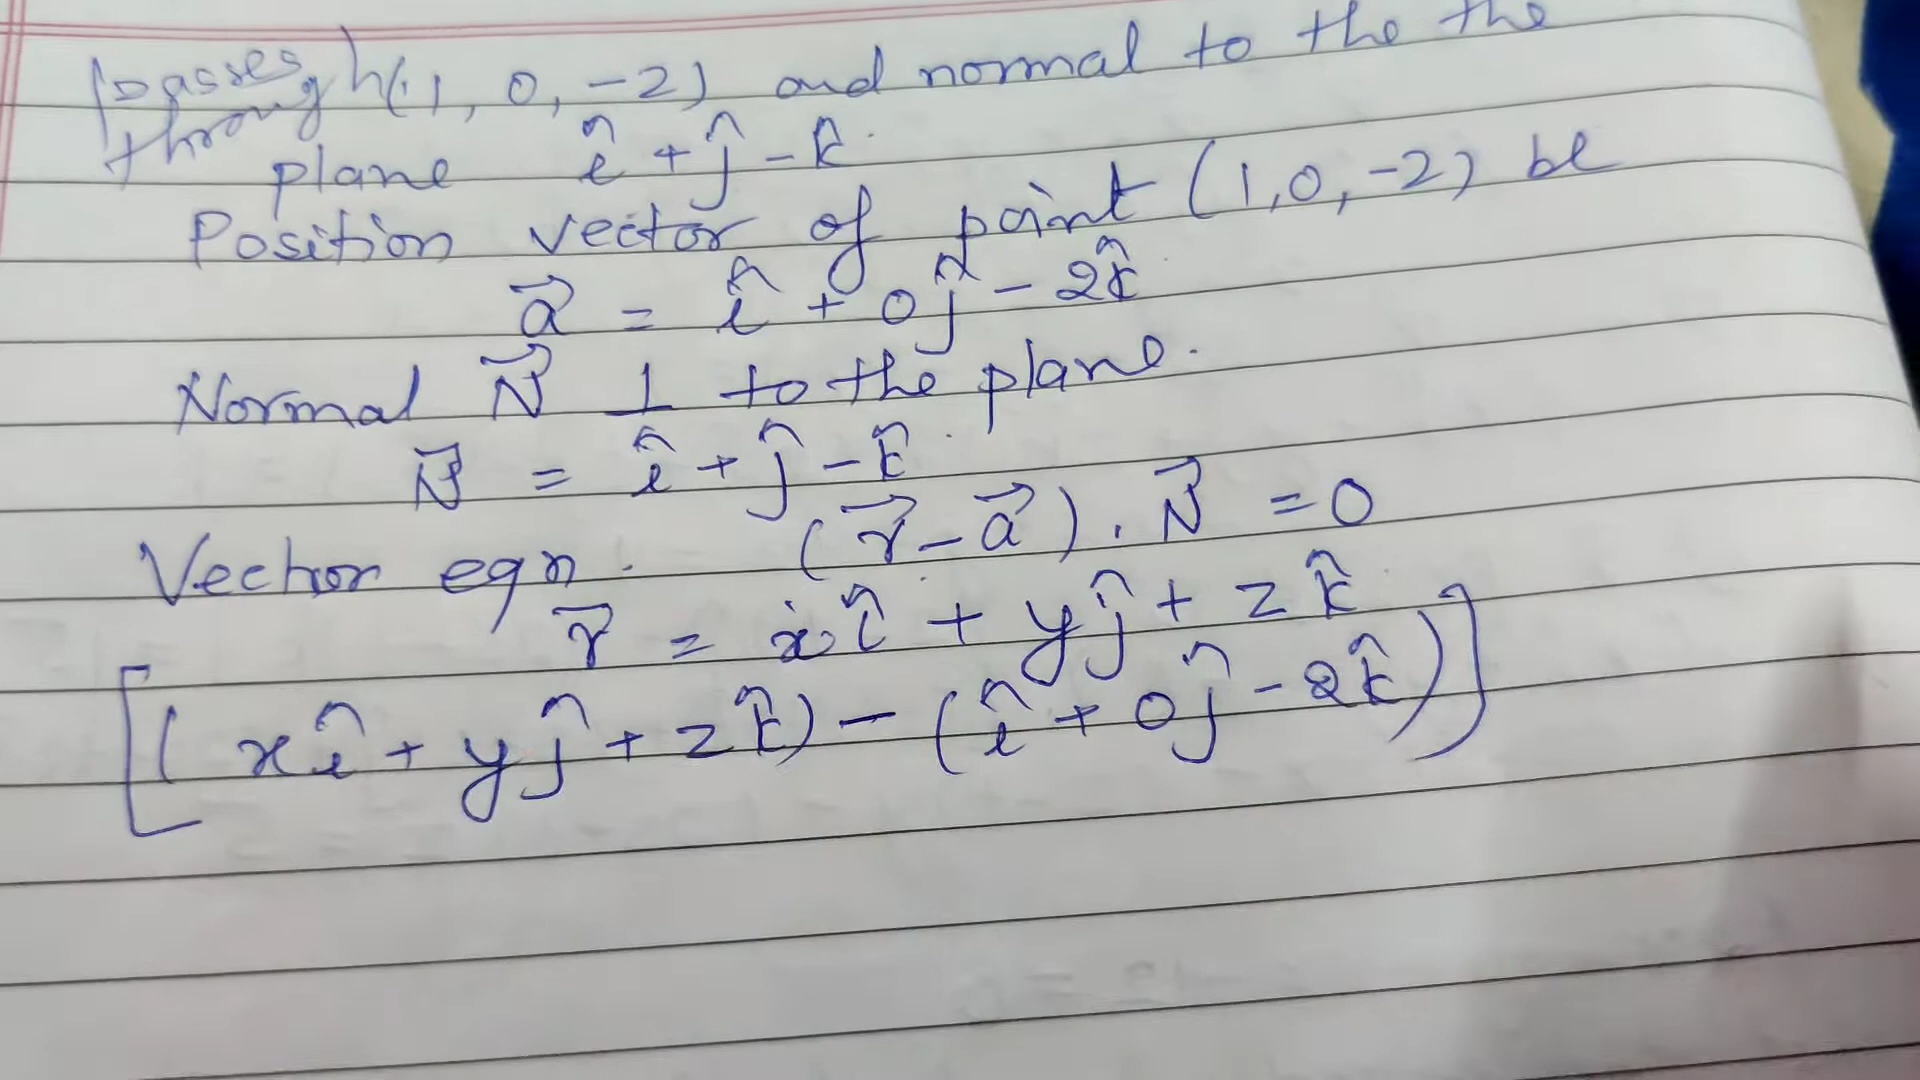 passes through (1, 0, -2) and normal to the the
plane î + ĵ - k̂.
Position vector of point (1, 0, -2) be
a⃗ = î + 0ĵ - 2k̂
Normal N⃗ ⊥ to the plane.
N⃗ = î + ĵ - k̂.
Vector eqn. (r⃗ - a⃗) . N⃗ = 0
r⃗ = xî + yĵ + zk̂
[(xî + yĵ + zk̂) - (î + 0ĵ - 2k̂)]